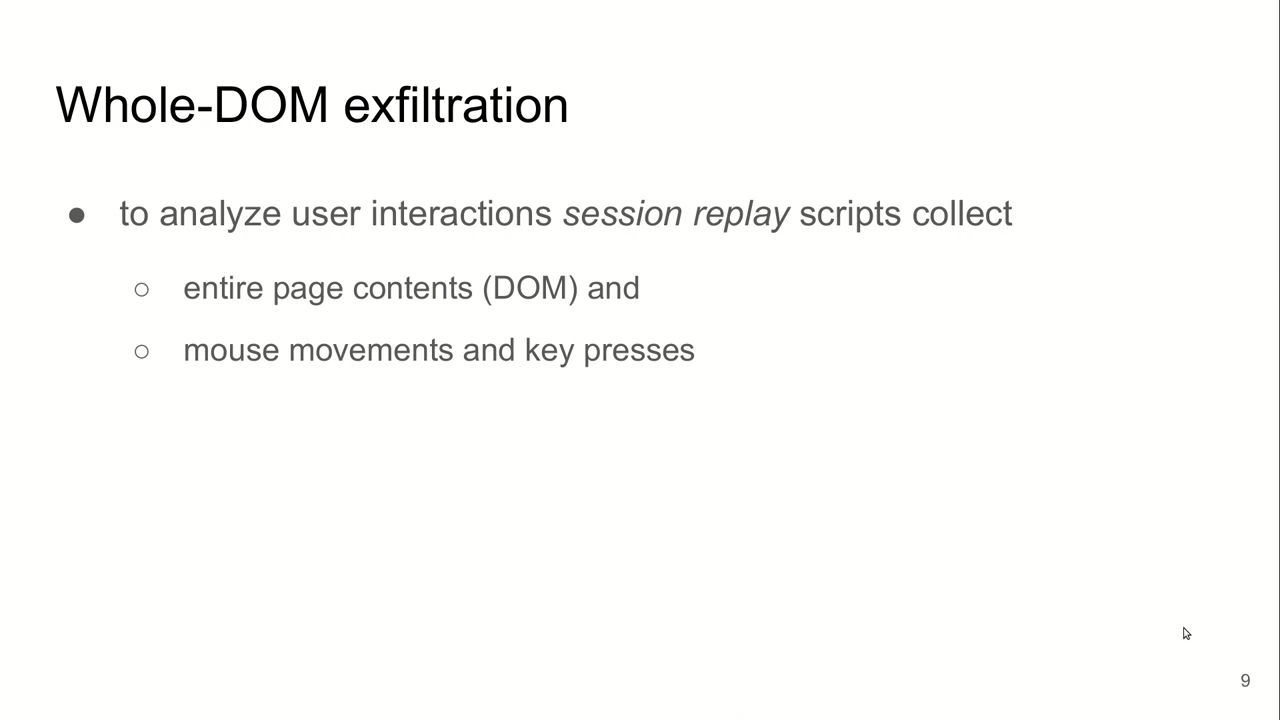 Whole-DOM exfiltration
● to analyze user interactions session replay scripts collect
○ entire page contents (DOM) and
○ mouse movements and key presses
9